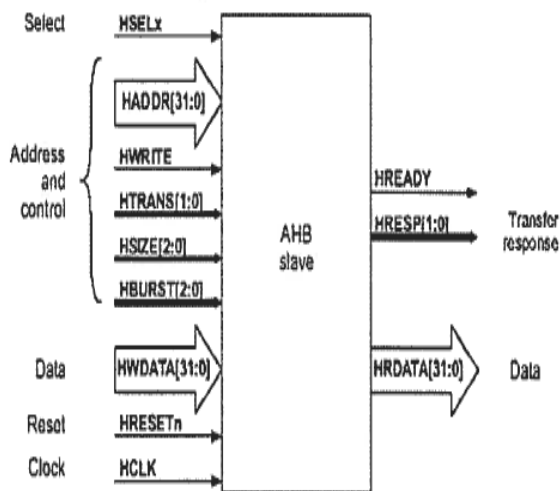 Select
HSELx
HADDR[31:0]
Address
and
control
HWRITE
HTRANS[1:0]
HSIZE[2:0]
HBURST[2:0]
Data
HWDATA[31:0]
Reset
HRESETn
Clock
HCLK
AHB
slave
HREADY
HRESP[1:0]
Transfer
response
HRDATA[31:0]
Data